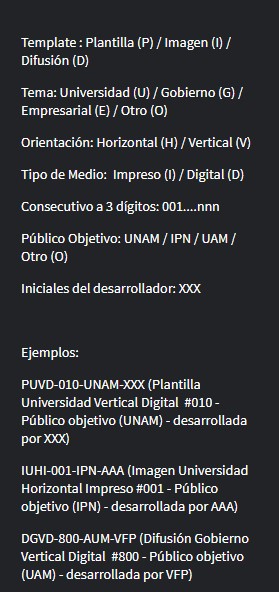 Template : Plantilla (P) / Imagen (I) /
Difusión (D)
Tema: Universidad (U) / Gobierno (G) /
Empresarial (E) / Otro (O)
Orientación: Horizontal (H) / Vertical (V)
Tipo de Medio:  Impreso (I) / Digital (D)
Consecutivo a 3 dígitos: 001....nnn
Público Objetivo: UNAM / IPN / UAM /
Otro (O)
Iniciales del desarrollador: XXX
Ejemplos:
PUVD-010-UNAM-XXX (Plantilla
Universidad Vertical Digital  #010 -
Público objetivo (UNAM) - desarrollada
por XXX)
IUHI-001-IPN-AAA (Imagen Universidad
Horizontal Impreso #001 - Público
objetivo (IPN) - desarrollada por AAA)
DGVD-800-AUM-VFP (Difusión Gobierno
Vertical Digital  #800 - Público objetivo
(UAM) - desarrollada por VFP)